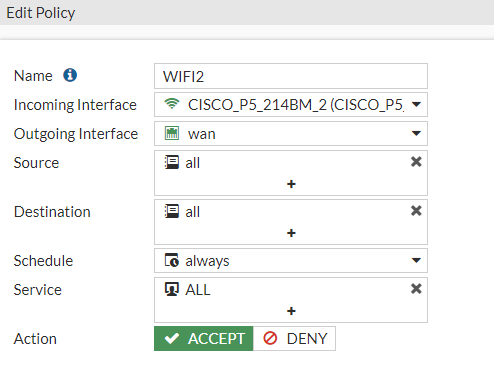 Edit Policy
Name WIFI2
Incoming Interface CISCO_P5_214BM_2 (CISCO_P5_
Outgoing Interface wan
Source all
+
Destination all
+
Schedule always
Service ALL
+
Action ACCEPT DENY